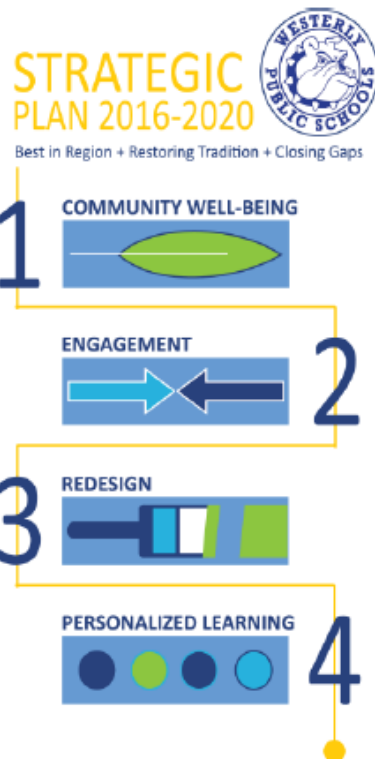 STRATEGIC
PLAN 2016-2020
WESTERLY
PUBLIC SCHOOLS
Best in Region + Restoring Tradition + Closing Gaps
1
COMMUNITY WELL-BEING
ENGAGEMENT
2
3
REDESIGN
PERSONALIZED LEARNING
4